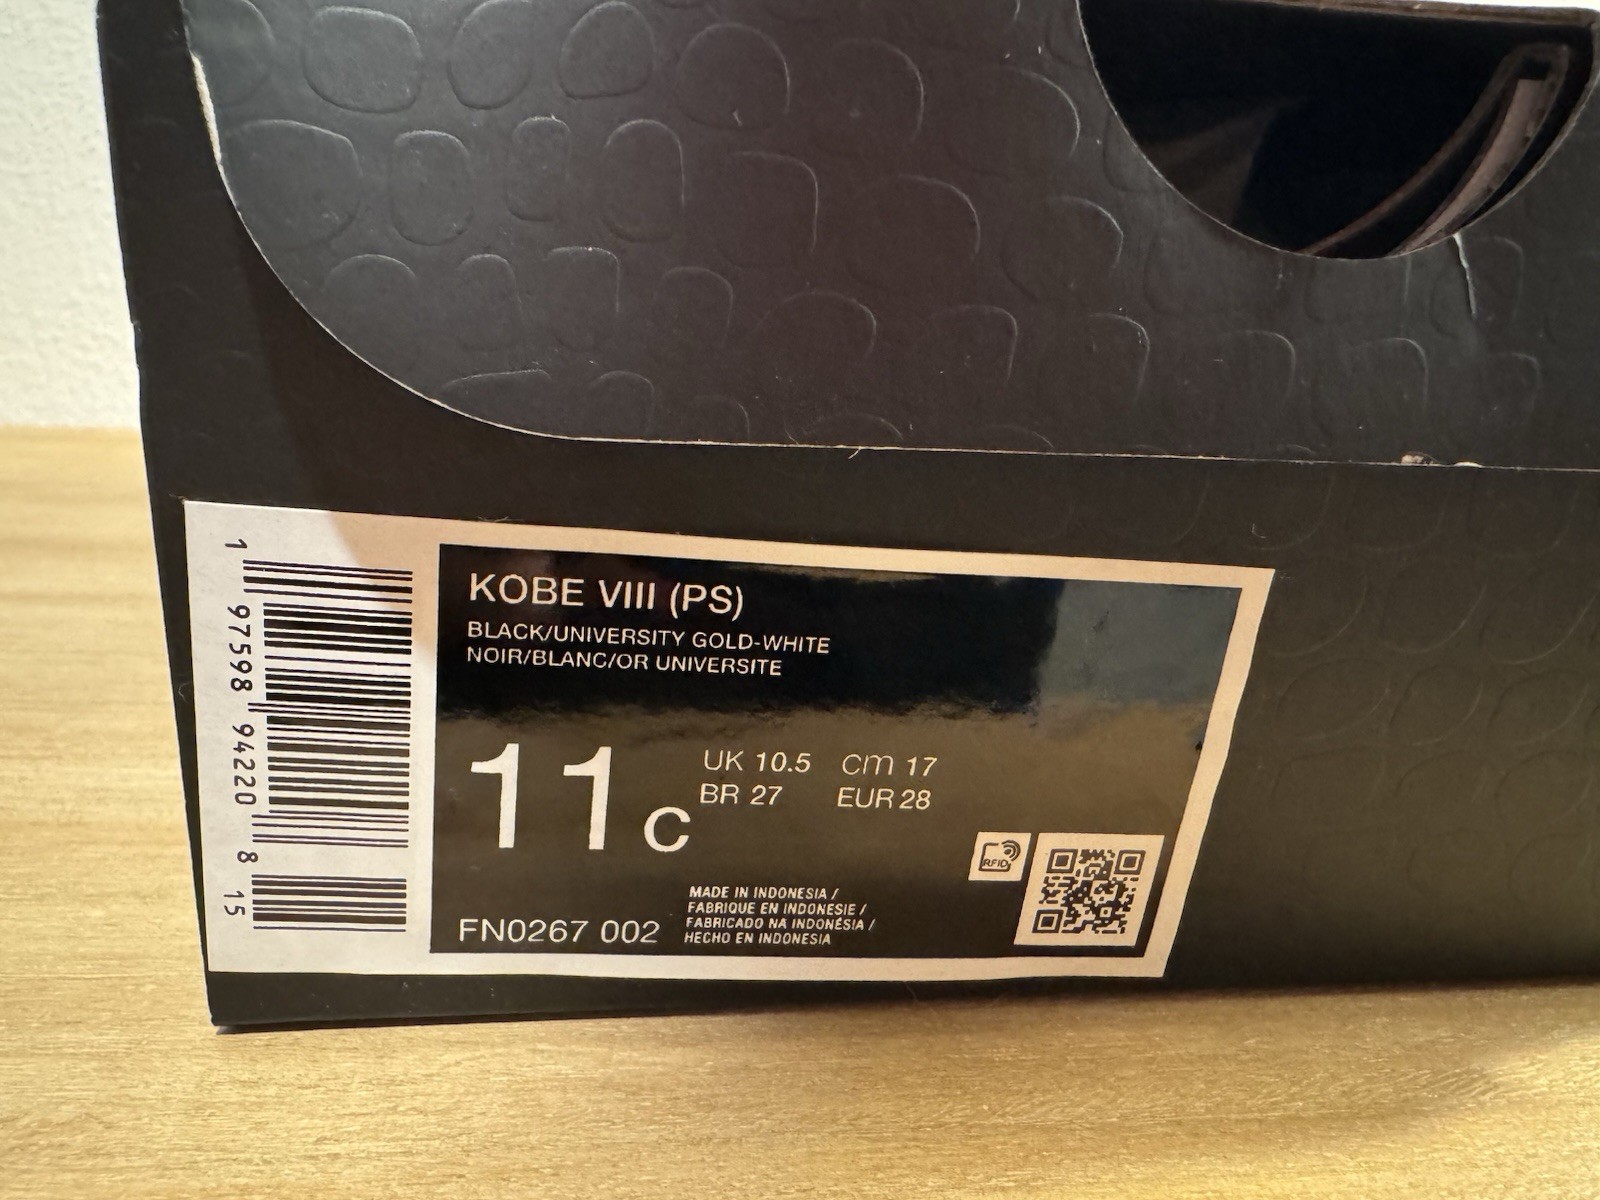 KOBE VIII (PS)
BLACK/UNIVERSITY GOLD-WHITE
NOIR/BLANC/OR UNIVERSITE
11c
UK 10.5 cm 17
BR 27 EUR 28
RFID
FN0267 002
MADE IN INDONESIA /
FABRIQUE EN INDONESIE /
FABRICADO NA INDONÉSIA /
HECHO EN INDONESIA
1 97598 94220 8 15